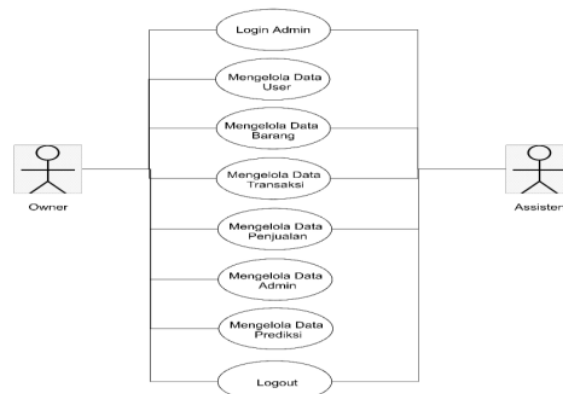 Login Admin
Mengelola Data
User
Mengelola Data
Barang
Mengelola Data
Transaksi
Owner
Assisten
Mengelola Data
Penjualan
Mengelola Data
Admin
Mengelola Data
Prediksi
Logout